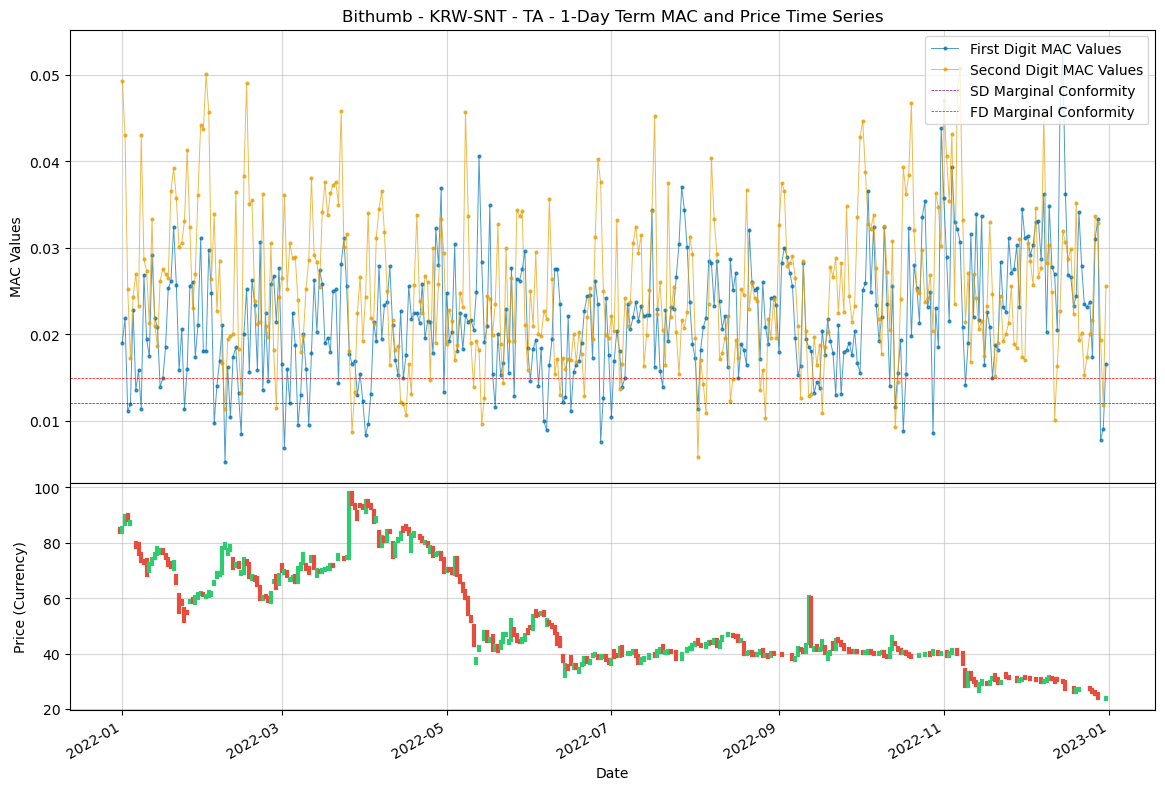 Bithumb - KRW-SNT - TA - 1-Day Term MAC and Price Time Series
First Digit MAC Values
Second Digit MAC Values
SD Marginal Conformity
FD Marginal Conformity
MAC Values
0.05
0.04
0.03
0.02
0.01
Price (Currency)
100
80
60
40
20
2022-01
2022-03
2022-05
2022-07
2022-09
2022-11
2023-01
Date